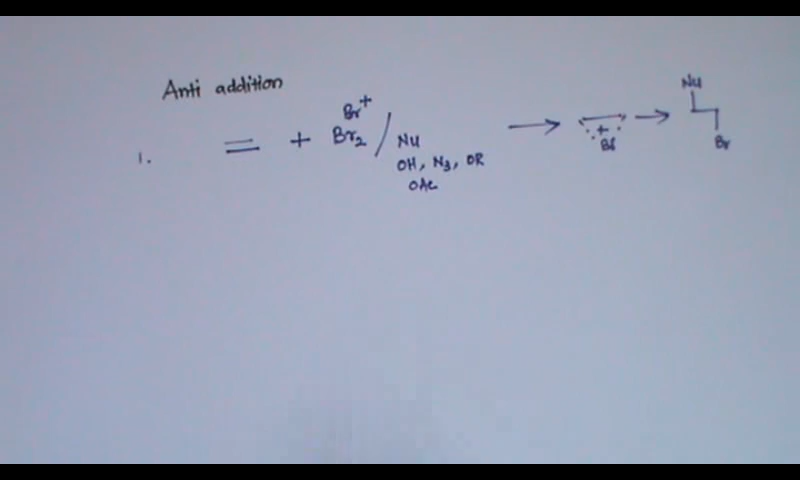 Anti addition
1. = + Br₂ / Br⁺ → Br⁺ → Nu
Nu Br
OH, N₃, OR
OAc